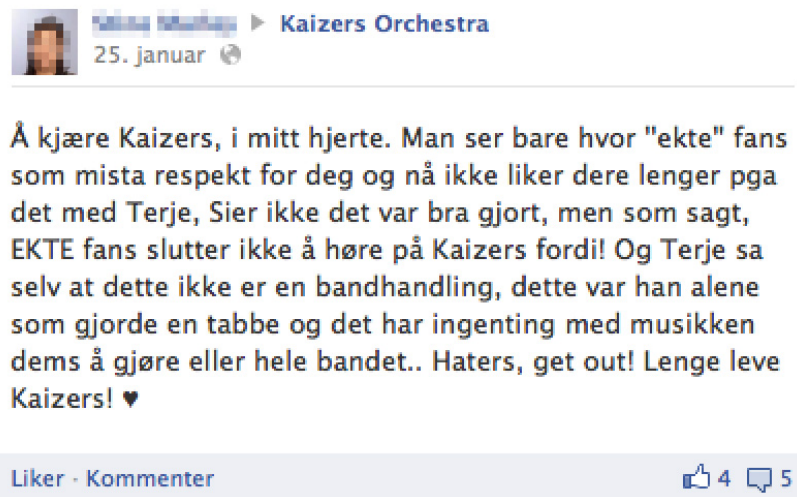 Kaizers Orchestra
25. januar
Å kjære Kaizers, i mitt hjerte. Man ser bare hvor "ekte" fans
som mista respekt for deg og nå ikke liker dere lenger pga
det med Terje, Sier ikke det var bra gjort, men som sagt,
EKTE fans slutter ikke å høre på Kaizers fordi! Og Terje sa
selv at dette ikke er en bandhandling, dette var han alene
som gjorde en tabbe og det har ingenting med musikken
dems å gjøre eller hele bandet.. Haters, get out! Lenge leve
Kaizers! ♥
Liker · Kommenter 4 5